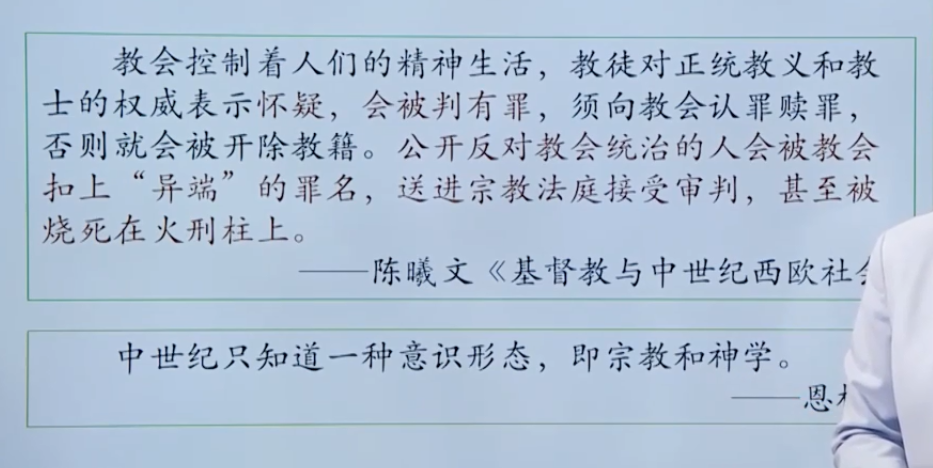 教会控制着人们的精神生活，教徒对正统教义和教
士的权威表示怀疑，会被判有罪，须向教会认罪赎罪，
否则就会被开除教籍。公开反对教会统治的人会被教会
扣上“异端”的罪名，送进宗教法庭接受审判，甚至被
烧死在火刑柱上。
——陈曦文《基督教与中世纪西欧社
中世纪只知道一种意识形态，即宗教和神学。
——恩